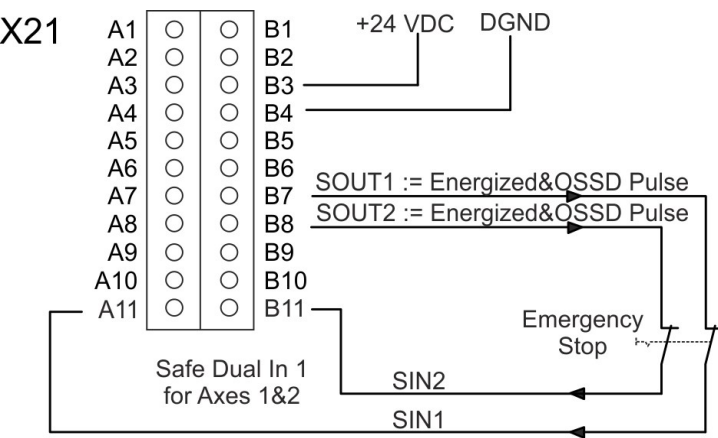 X21
+24 VDC DGND
A1 B1
A2 B2
A3 B3
A4 B4
A5 B5
A6 B6
A7 B7
SOUT1 := Energized&OSSD Pulse
A8 B8
SOUT2 := Energized&OSSD Pulse
A9 B9
A10 B10
A11 B11
Emergency
Stop
Safe Dual In 1
for Axes 1&2
SIN2
SIN1